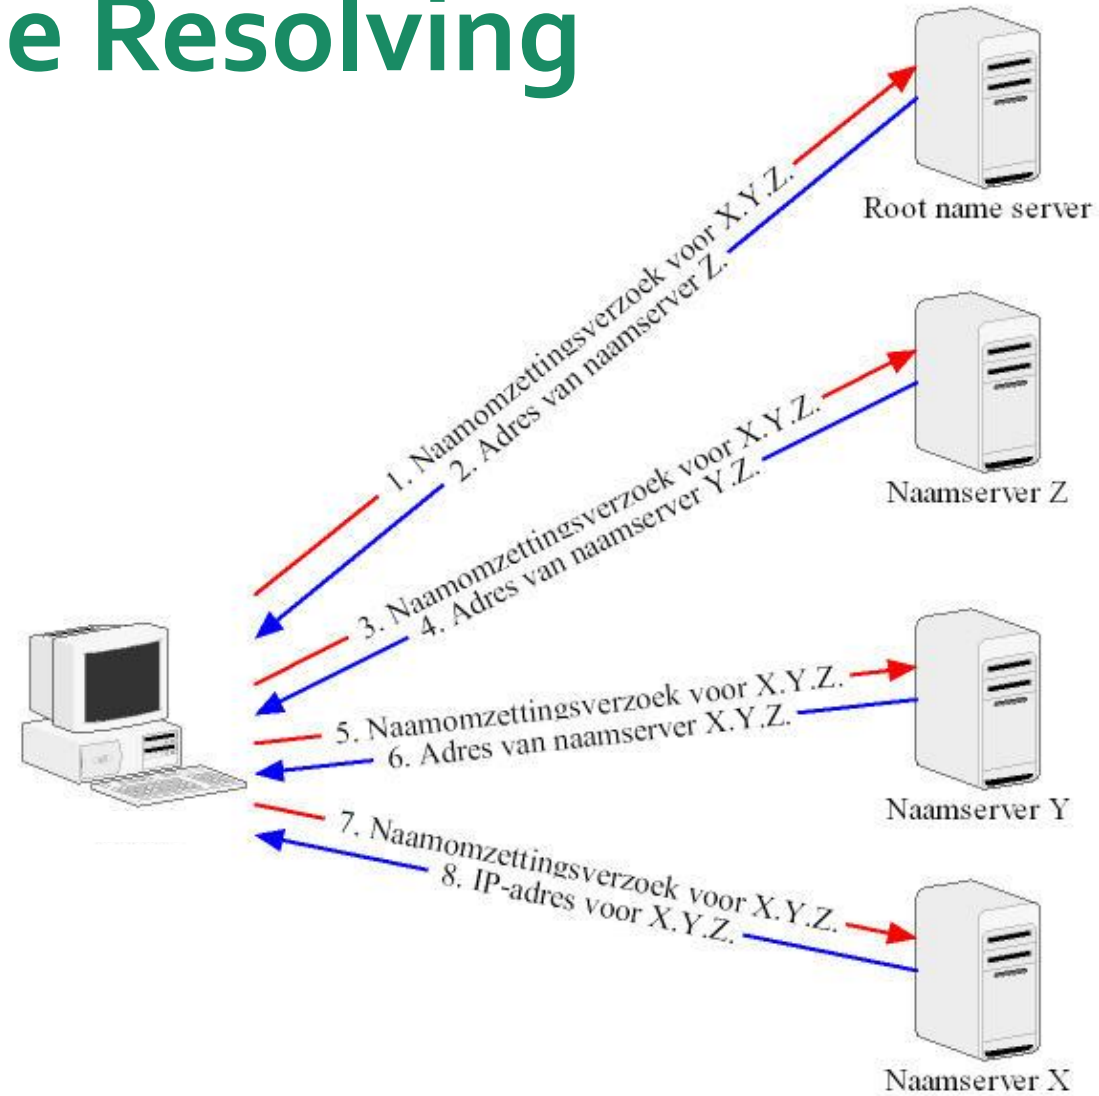 e Resolving
Root name server
1. Naamomzettingsverzoek voor X.Y.Z.
2. Adres van naamserver Z.
Naamserver Z
3. Naamomzettingsverzoek voor X.Y.Z.
4. Adres van naamserver Y.Z.
Naamserver Y
5. Naamomzettingsverzoek voor X.Y.Z.
6. Adres van naamserver X.Y.Z.
7. Naamomzettingsverzoek voor X.Y.Z.
8. IP-adres voor X.Y.Z.
Naamserver X